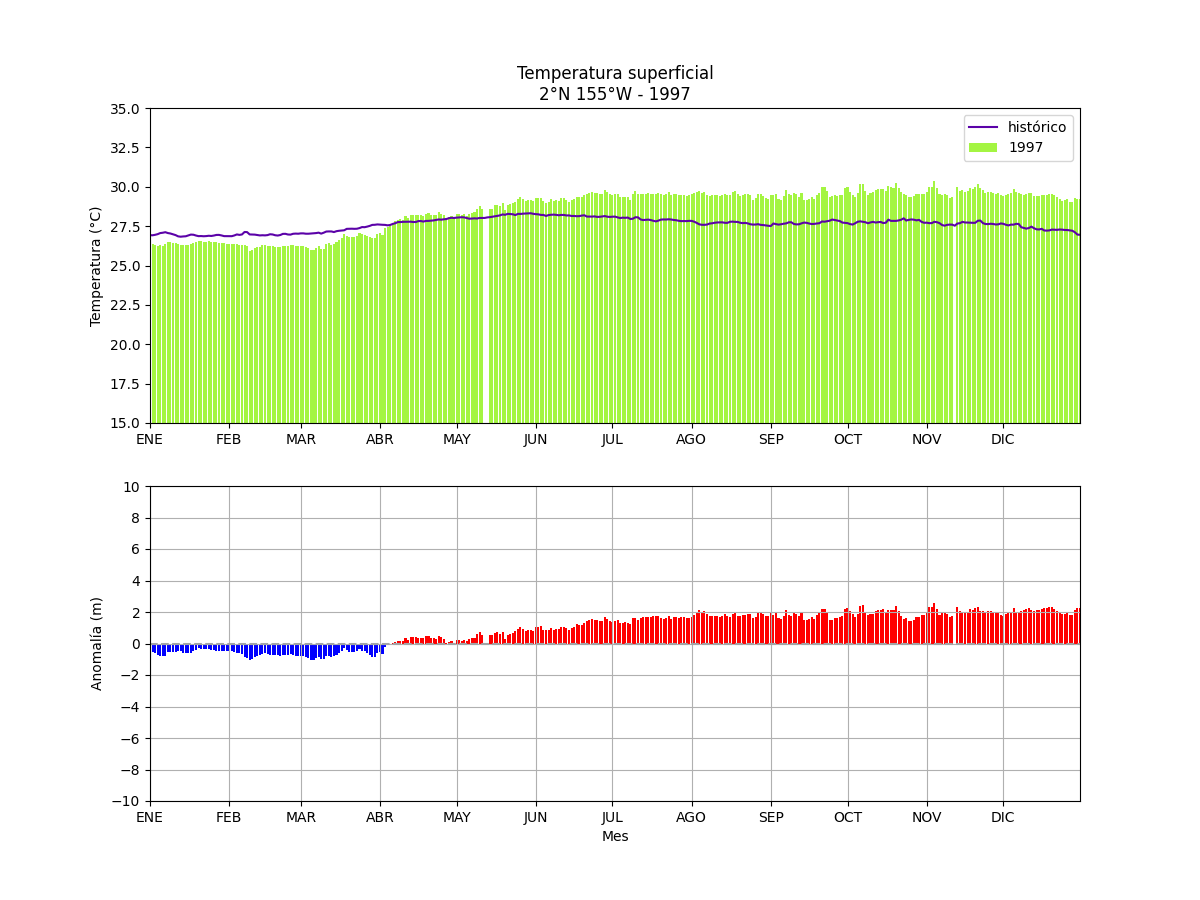 Temperatura superficial
2°N 155°W - 1997
35.0
32.5
30.0
27.5
25.0
22.5
20.0
17.5
15.0
Temperatura (°C)
histórico
1997
ENE FEB MAR ABR MAY JUN JUL AGO SEP OCT NOV DIC
10
8
6
4
2
0
−2
−4
−6
−8
−10
Anomalía (m)
ENE FEB MAR ABR MAY JUN JUL AGO SEP OCT NOV DIC
Mes